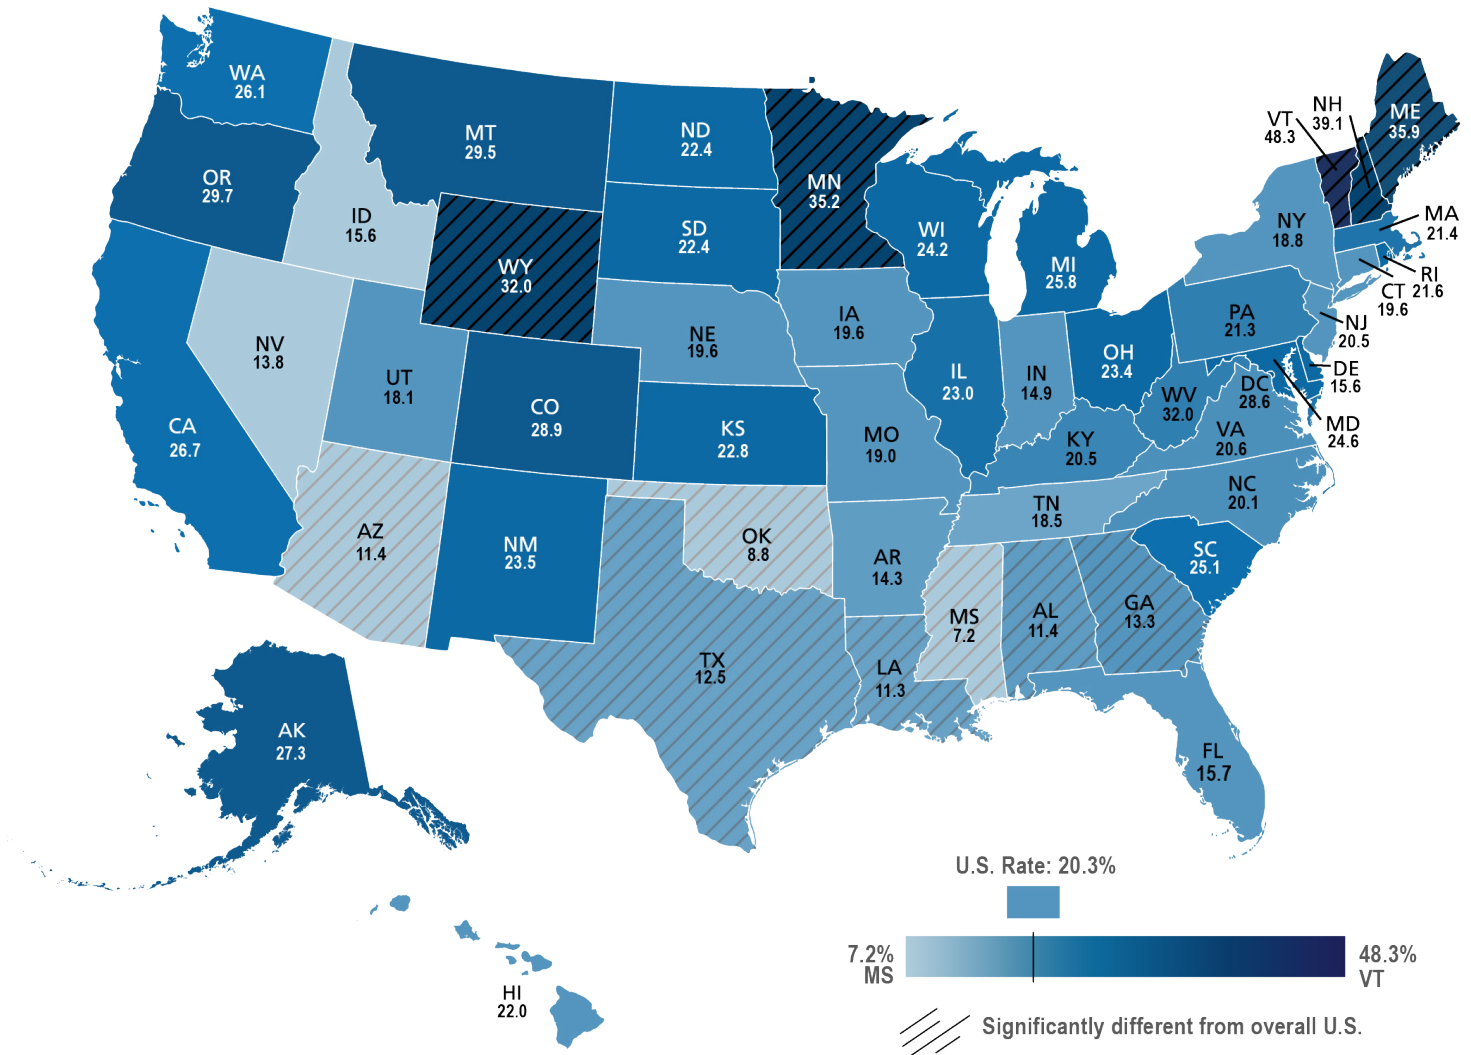 WA
26.1
OR
29.7
CA
26.7
ID
15.6
NV
13.8
MT
29.5
WY
32.0
UT
18.1
AZ
11.4
CO
28.9
NM
23.5
ND
22.4
SD
22.4
NE
19.6
KS
22.8
OK
8.8
TX
12.5
MN
35.2
IA
19.6
MO
19.0
AR
14.3
LA
11.3
WI
24.2
IL
23.0
MI
25.8
IN
14.9
OH
23.4
KY
20.5
TN
18.5
MS
7.2
AL
11.4
GA
13.3
FL
15.7
SC
25.1
NC
20.1
VA
20.6
WV
32.0
DC
28.6
PA
21.3
NY
18.8
VT
48.3
NH
39.1
ME
35.9
MA
21.4
RI
21.6
CT
19.6
NJ
20.5
DE
15.6
MD
24.6
AK
27.3
HI
22.0
U.S. Rate: 20.3%
7.2%
MS
48.3%
VT
Significantly different from overall U.S.